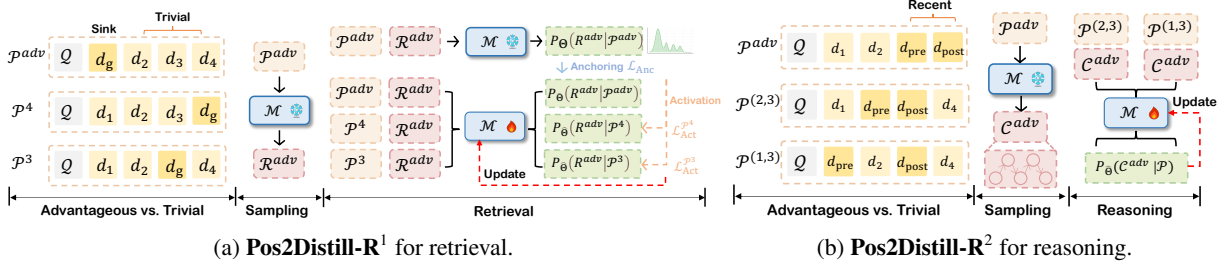 Sink
Trivial
𝒫^adv Q d_g d_2 d_3 d_4
𝒫^4 Q d_1 d_2 d_3 d_g
𝒫^3 Q d_1 d_2 d_g d_4
Advantageous vs. Trivial
𝒫^adv
ℳ
ℛ^adv
Sampling
𝒫^adv ℛ^adv ℳ P_Θ(R^adv|𝒫^adv)
Anchoring ℒ_Anc
Activation
𝒫^adv ℛ^adv P_Θ̂(R^adv|𝒫^adv)
𝒫^4 ℛ^adv ℳ P_Θ̂(R^adv|𝒫^4) ℒ_Act^𝒫^4
𝒫^3 ℛ^adv P_Θ̂(R^adv|𝒫^3) ℒ_Act^𝒫^3
Update
Retrieval
(a) Pos2Distill-R^1 for retrieval.
Recent
𝒫^adv Q d_1 d_2 d_pre d_post
𝒫^(2,3) Q d_1 d_pre d_post d_4
𝒫^(1,3) Q d_pre d_2 d_post d_4
Advantageous vs. Trivial
𝒫^adv
ℳ
𝒞^adv
Sampling
𝒫^(2,3) 𝒫^(1,3)
𝒞^adv 𝒞^adv
Update
ℳ
P_Θ̂(𝒞^adv|𝒫)
Reasoning
(b) Pos2Distill-R^2 for reasoning.